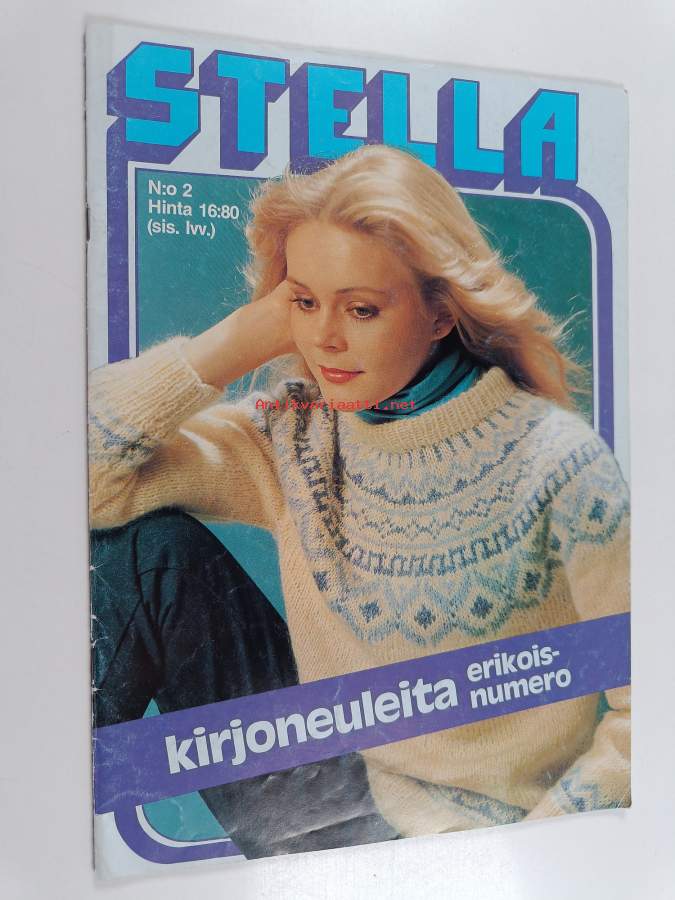 STELLA
N:o 2
Hinta 16:80
(sis. lvv.)
Antikvariaatti.net
kirjoneuleita erikois-
numero